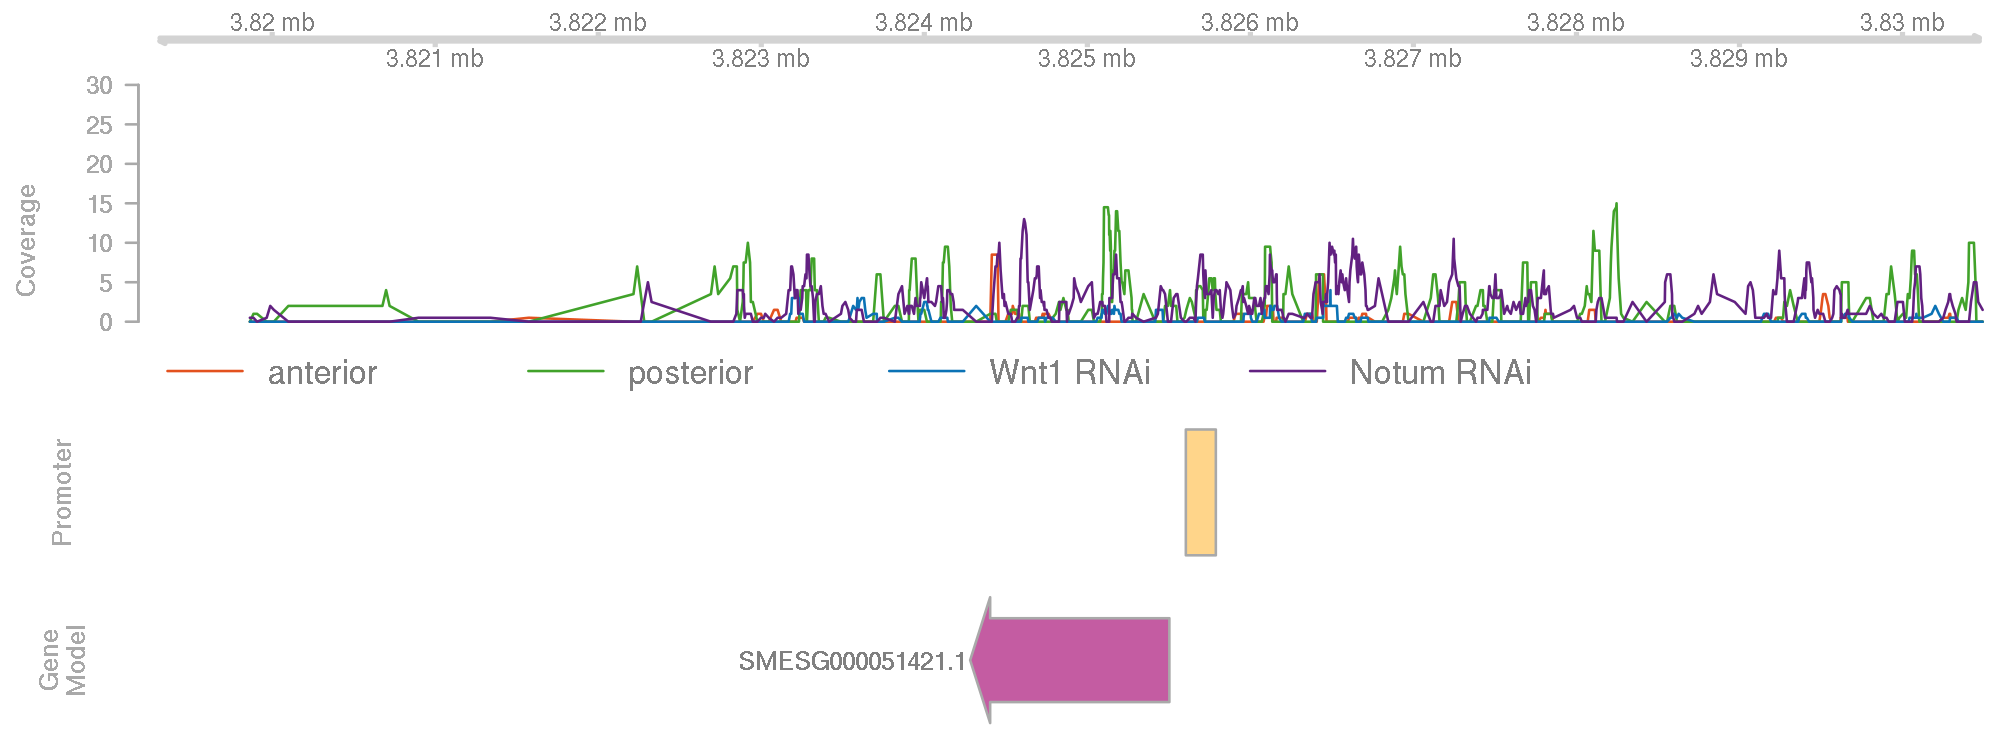 3.82 mb 3.822 mb 3.824 mb 3.826 mb 3.828 mb 3.83 mb
3.821 mb 3.823 mb 3.825 mb 3.827 mb 3.829 mb
30
25
20
15
10
5
0
Coverage
anterior posterior Wnt1 RNAi Notum RNAi
Promoter
Gene
Model
SMESG000051421.1